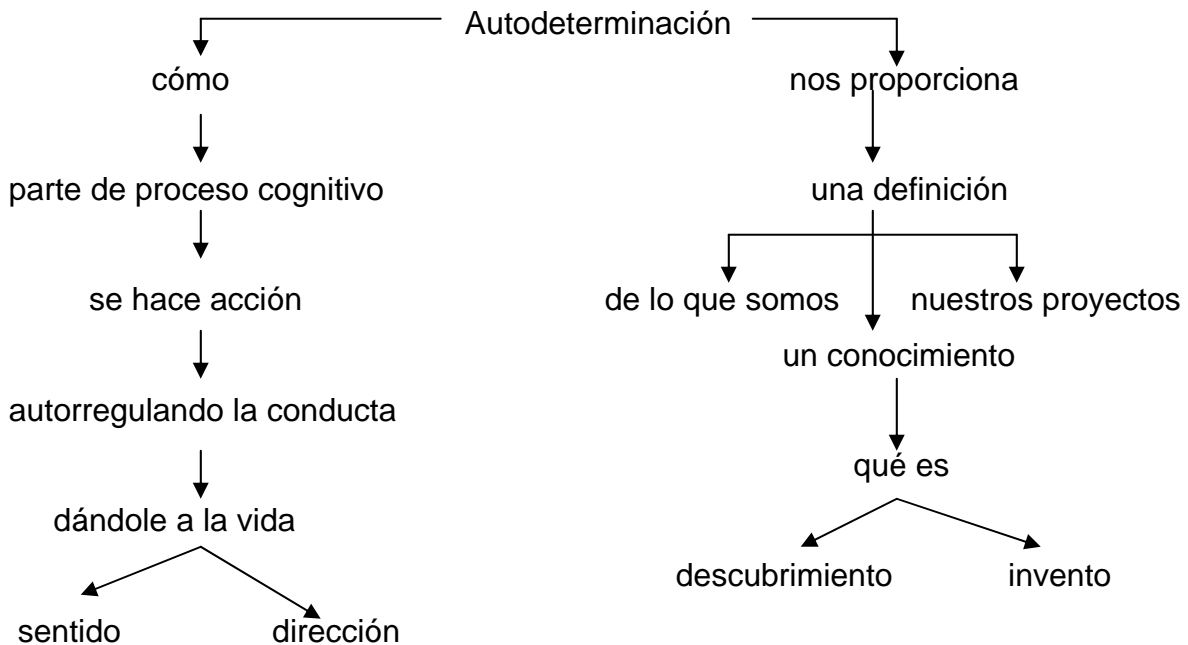 Autodeterminación
cómo
nos proporciona
parte de proceso cognitivo
una definición
se hace acción
de lo que somos
nuestros proyectos
un conocimiento
autorregulando la conducta
qué es
dándole a la vida
descubrimiento
invento
sentido
dirección